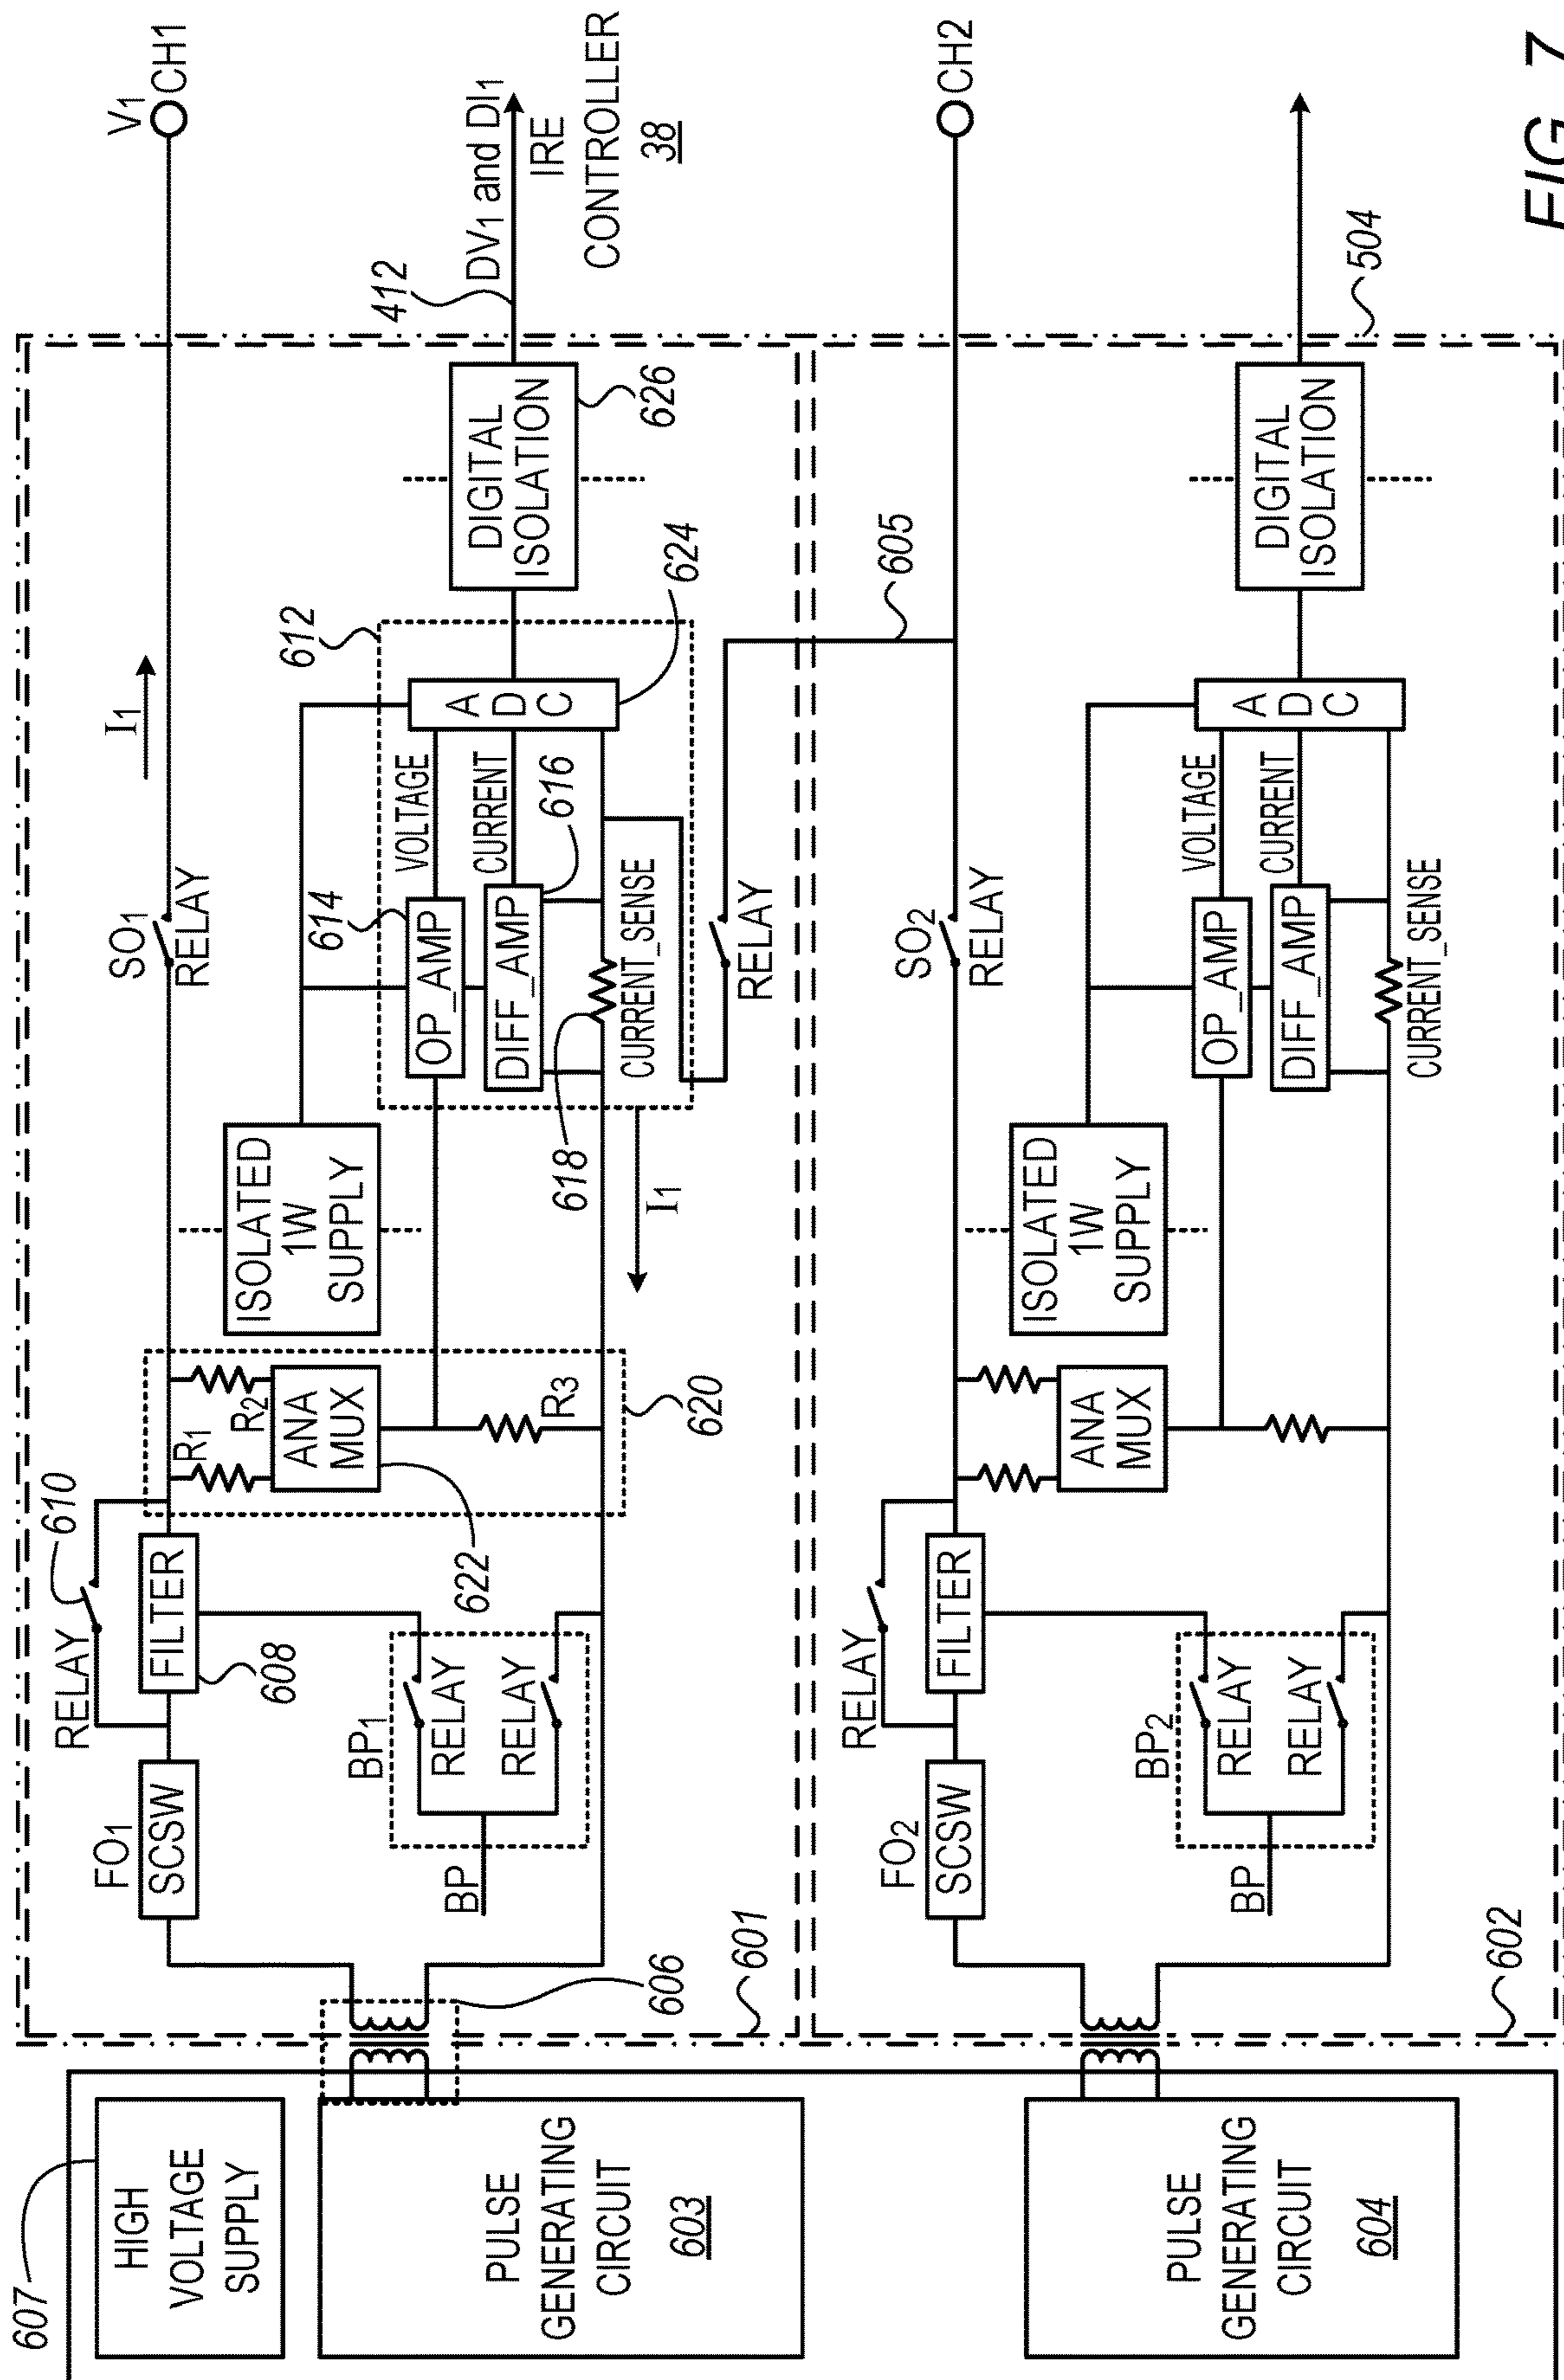 607
HIGH
VOLTAGE
SUPPLY
PULSE
GENERATING
CIRCUIT
603
PULSE
GENERATING
CIRCUIT
604
606
601
602
FO1
SCSW
RELAY
610
FILTER
608
BP1
BP
RELAY
RELAY
R1
R2
ANA
MUX
622
R3
620
ISOLATED
1W
SUPPLY
I1
SO1
RELAY
I1
614
OP_AMP
VOLTAGE
DIFF_AMP
CURRENT
616
618
CURRENT_SENSE
RELAY
612
A
D
C
624
DIGITAL
ISOLATION
626
412
V1
CH1
DV1 and DI1
IRE
CONTROLLER
38
605
FO2
SCSW
RELAY
FILTER
BP2
BP
RELAY
RELAY
ANA
MUX
ISOLATED
1W
SUPPLY
SO2
RELAY
OP_AMP
VOLTAGE
DIFF_AMP
CURRENT
CURRENT_SENSE
A
D
C
DIGITAL
ISOLATION
CH2
504
FIG. 7